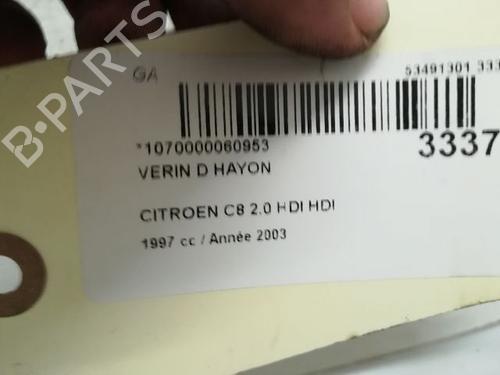 B-PARTS
GA
53491301 333
*1070000060953
3337
VERIN D HAYON
CITROEN C8 2.0 HDI HDI
1997 cc / Année 2003